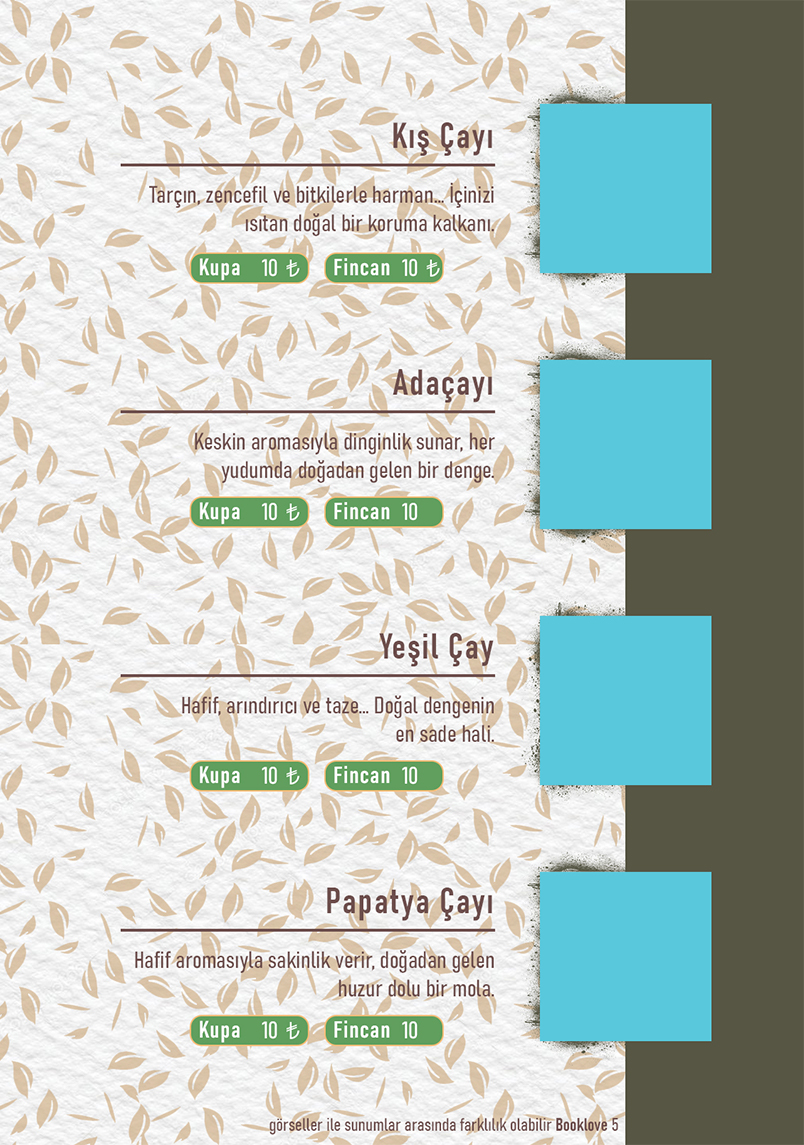 Kış Çayı
Tarçın, zencefil ve bitkilerle harman... İçinizi
ısıtan doğal bir koruma kalkanı.
Kupa 10 ₺ Fincan 10 ₺
Adaçayı
Keskin aromasıyla dinginlik sunar, her
yudumda doğadan gelen bir denge.
Kupa 10 ₺ Fincan 10
Yeşil Çay
Hafif, arındırıcı ve taze... Doğal dengenin
en sade hali.
Kupa 10 ₺ Fincan 10
Papatya Çayı
Hafif aromasıyla sakinlik verir, doğadan gelen
huzur dolu bir mola.
Kupa 10 ₺ Fincan 10
görseller ile sunumlar arasında farklılık olabilir Booklove 5